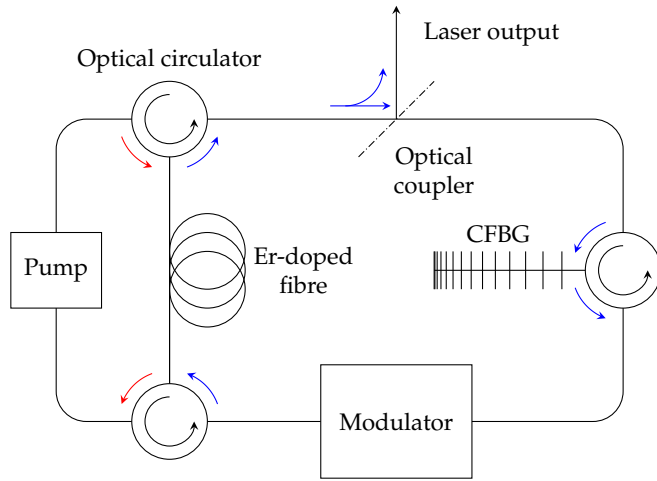 Laser output
Optical circulator
Optical
coupler
CFBG
Pump
Er-doped
fibre
Modulator